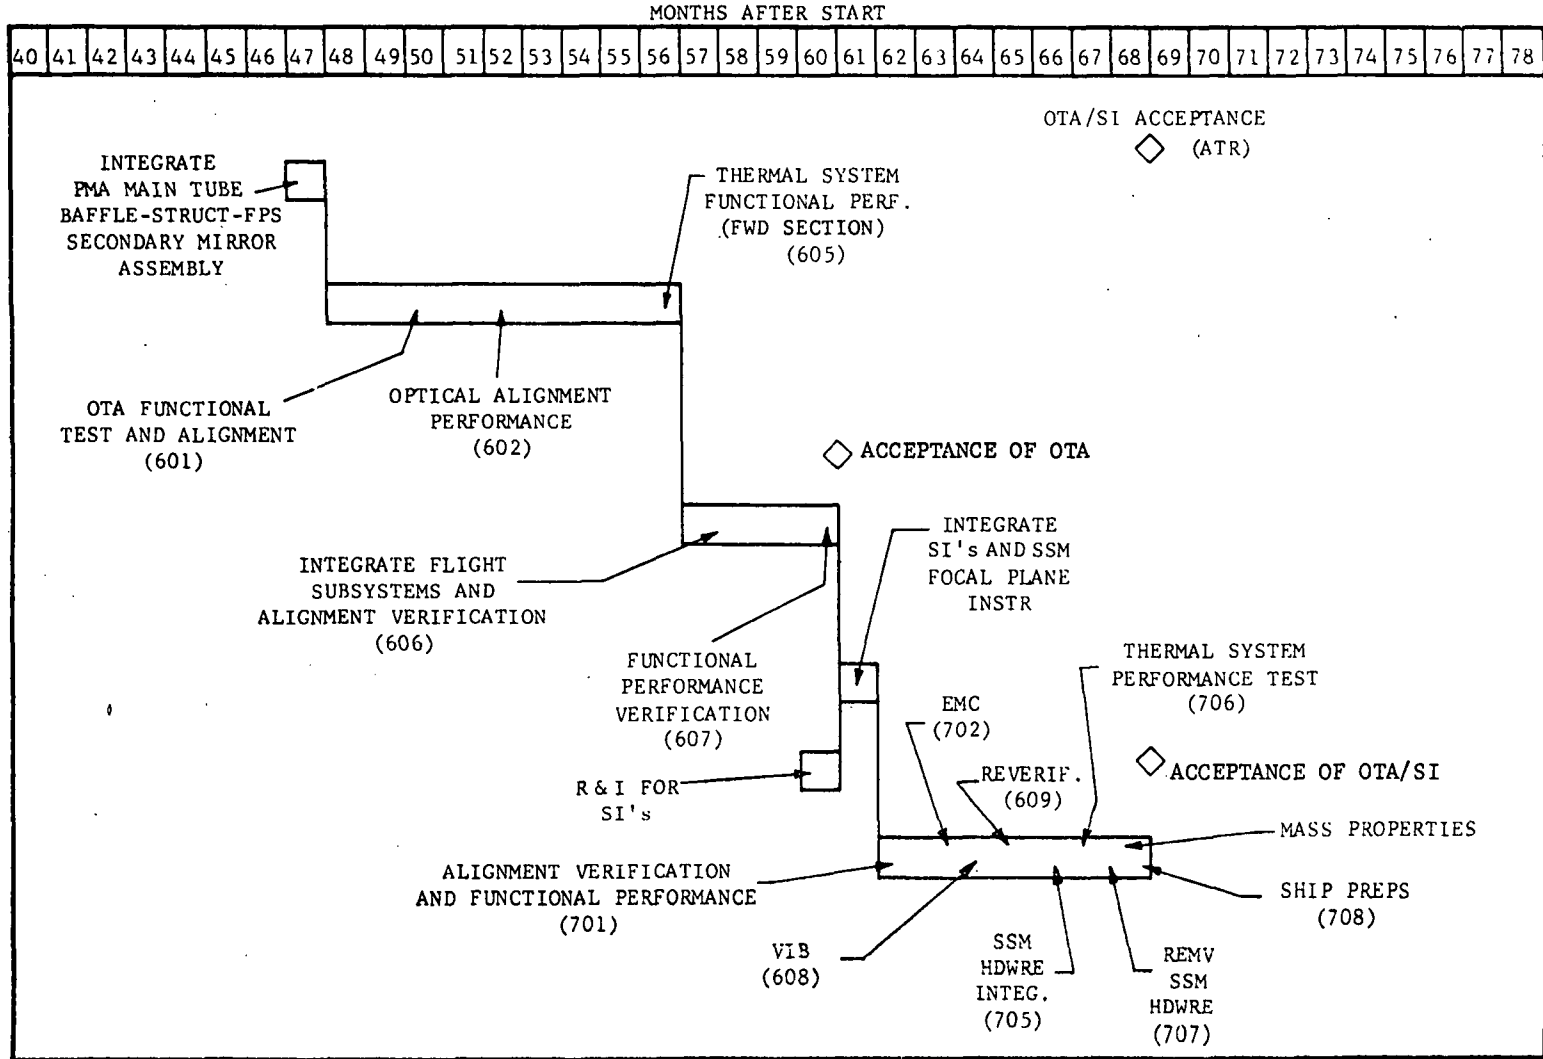 MONTHS AFTER START
40 41 42 43 44 45 46 47 48 49 50 51 52 53 54 55 56 57 58 59 60 61 62 63 64 65 66 67 68 69 70 71 72 73 74 75 76 77 78
OTA/SI ACCEPTANCE
(ATR)
INTEGRATE
PMA MAIN TUBE
BAFFLE-STRUCT-FPS
SECONDARY MIRROR
ASSEMBLY
THERMAL SYSTEM
FUNCTIONAL PERF.
(FWD SECTION)
(605)
OTA FUNCTIONAL
TEST AND ALIGNMENT
(601)
OPTICAL ALIGNMENT
PERFORMANCE
(602)
ACCEPTANCE OF OTA
INTEGRATE FLIGHT
SUBSYSTEMS AND
ALIGNMENT VERIFICATION
(606)
INTEGRATE
SI's AND SSM
FOCAL PLANE
INSTR
FUNCTIONAL
PERFORMANCE
VERIFICATION
(607)
THERMAL SYSTEM
PERFORMANCE TEST
(706)
EMC
(702)
REVERIF.
(609)
ACCEPTANCE OF OTA/SI
R & I FOR
SI's
MASS PROPERTIES
ALIGNMENT VERIFICATION
AND FUNCTIONAL PERFORMANCE
(701)
SHIP PREPS
(708)
VIB
(608)
SSM
HDWRE
INTEG.
(705)
REMV
SSM
HDWRE
(707)